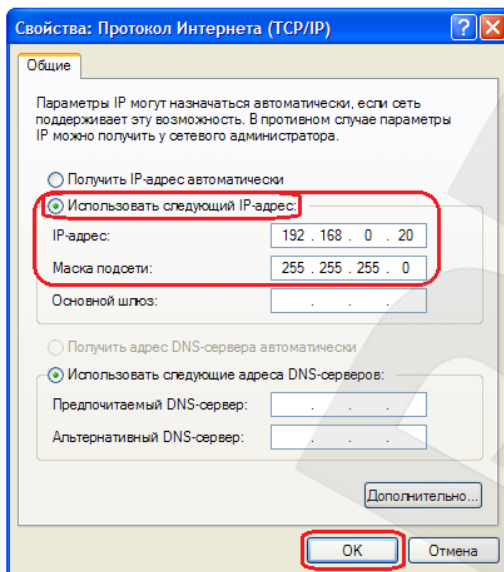 Свойства: Протокол Интернета (TCP/IP)
Общие
Параметры IP могут назначаться автоматически, если сеть
поддерживает эту возможность. В противном случае параметры
IP можно получить у сетевого администратора.
Получить IP-адрес автоматически
Использовать следующий IP-адрес:
IP-адрес: 192 . 168 . 0 . 20
Маска подсети: 255 . 255 . 255 . 0
Основной шлюз: . . .
Получить адрес DNS-сервера автоматически
Использовать следующие адреса DNS-серверов:
Предпочитаемый DNS-сервер: . . .
Альтернативный DNS-сервер: . . .
Дополнительно...
OK Отмена